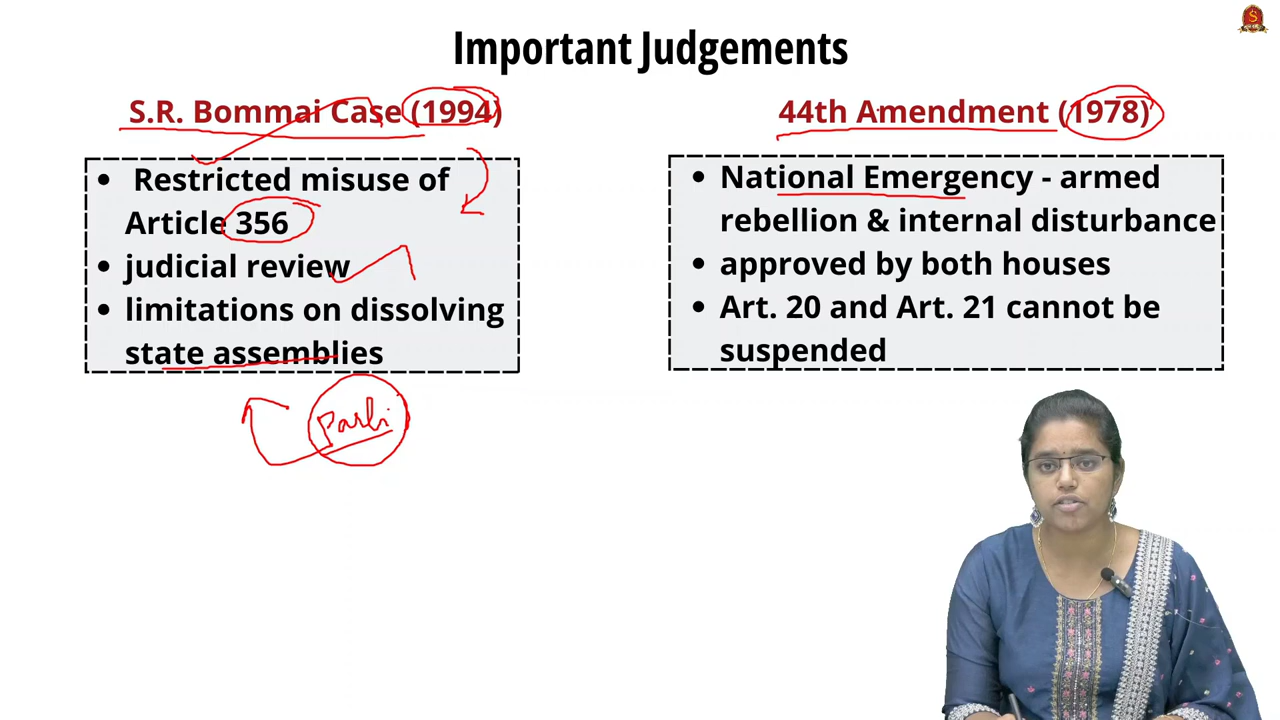 Important Judgements
S.R. Bommai Case (1994)
• Restricted misuse of
Article 356
• judicial review
• limitations on dissolving
state assemblies
Parli
44th Amendment (1978)
• National Emergency - armed
rebellion & internal disturbance
• approved by both houses
• Art. 20 and Art. 21 cannot be
suspended